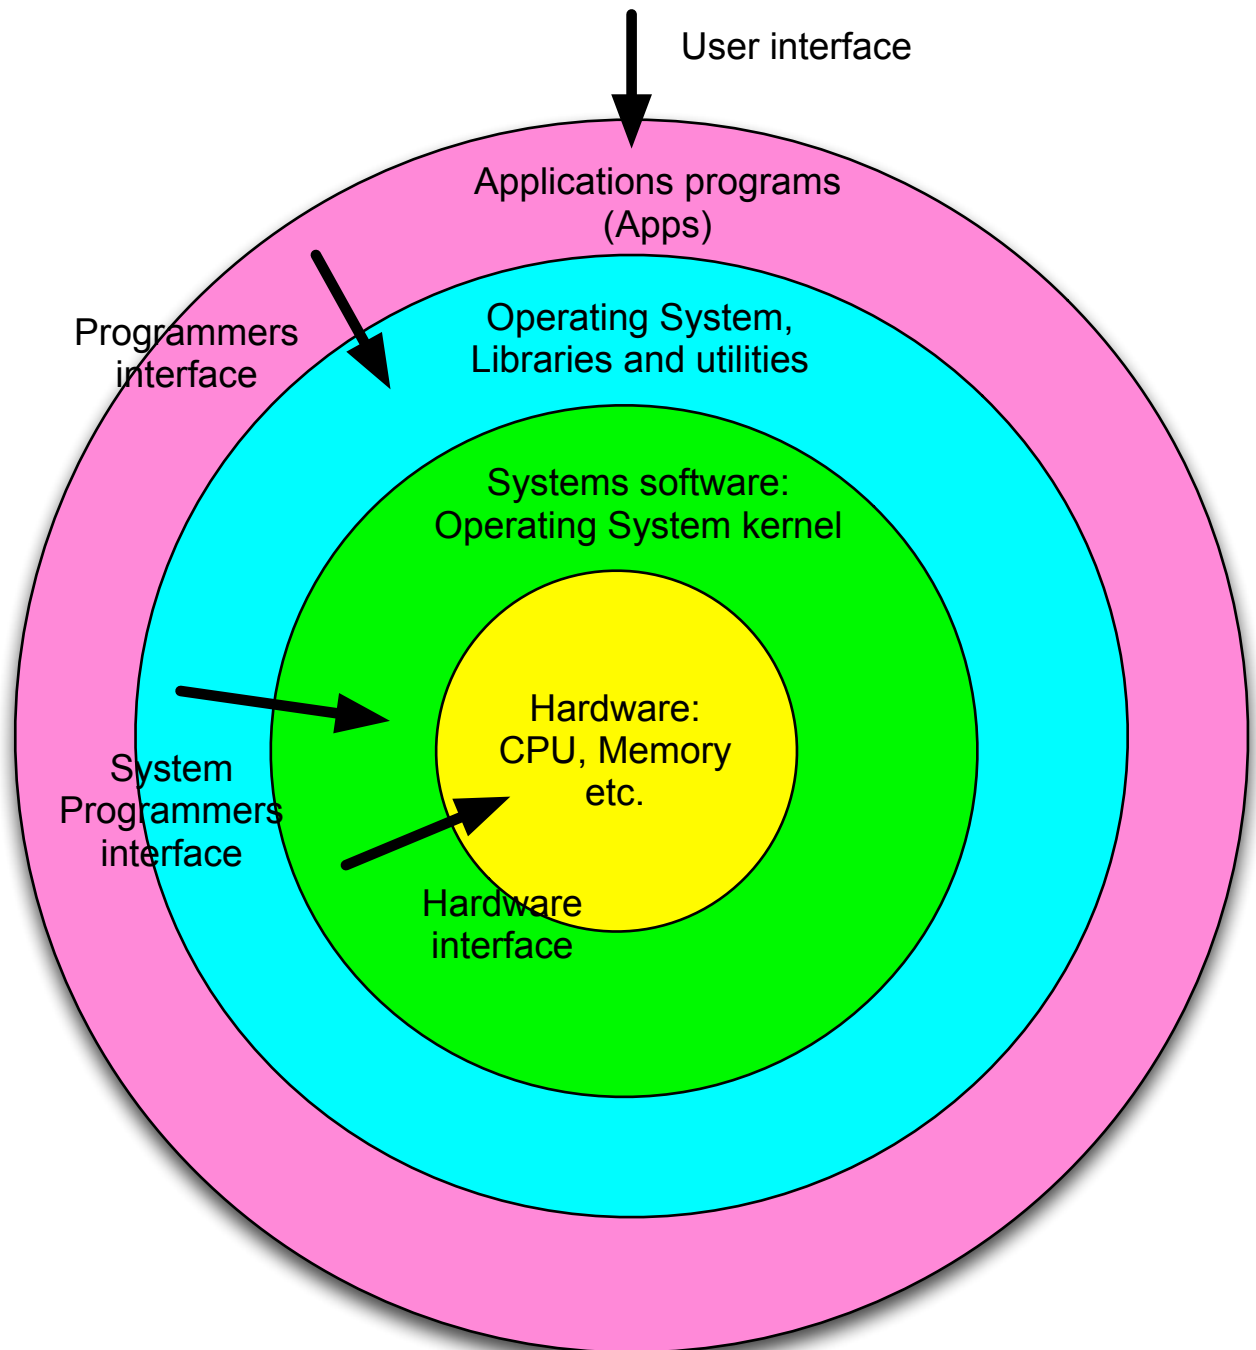 User interface
Applications programs
(Apps)
Programmers
interface
Operating System,
Libraries and utilities
Systems software:
Operating System kernel
Hardware:
CPU, Memory
etc.
System
Programmers
interface
Hardware
interface